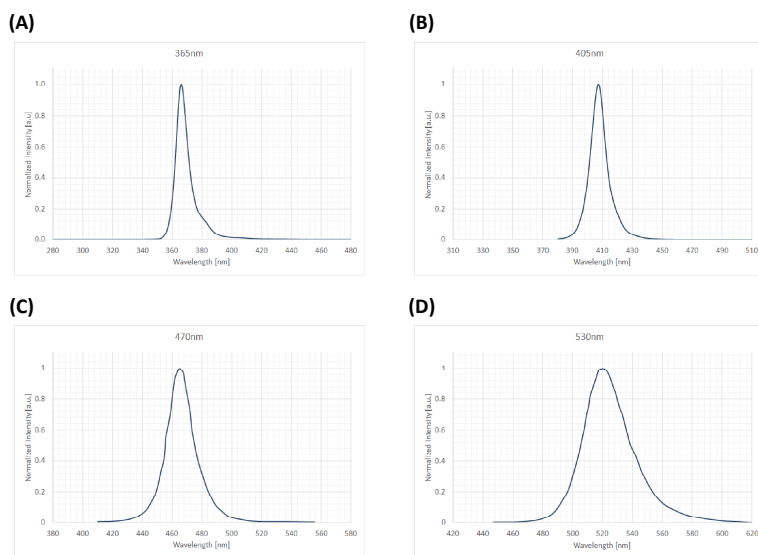 (A)
365nm
Normalized Intensity [a.u.]
1.0
0.8
0.6
0.4
0.2
0.0
280 300 320 340 360 380 400 420 440 460 480
Wavelength [nm]
(B)
405nm
Normalized Intensity [a.u.]
1
0.8
0.6
0.4
0.2
0
310 330 350 370 390 410 430 450 470 490 510
Wavelength [nm]
(C)
470nm
Normalized Intensity [a.u.]
1
0.8
0.6
0.4
0.2
0
380 400 420 440 460 480 500 520 540 560 580
Wavelength [nm]
(D)
530nm
Normalized Intensity [a.u.]
1
0.8
0.6
0.4
0.2
0
420 440 460 480 500 520 540 560 580 600 620
Wavelength [nm]